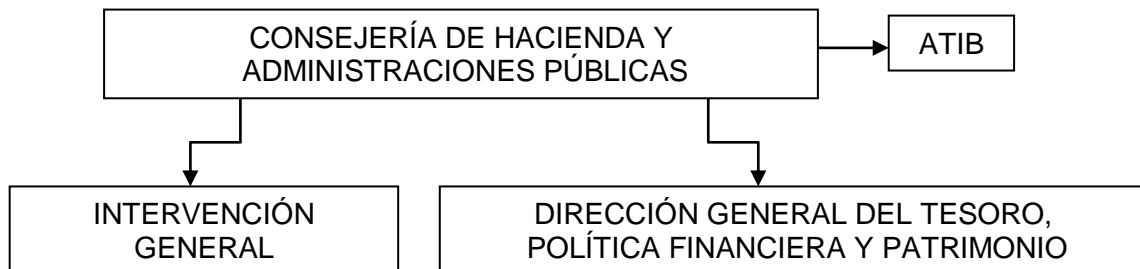 CONSEJERÍA DE HACIENDA Y
ADMINISTRACIONES PÚBLICAS
ATIB
INTERVENCIÓN
GENERAL
DIRECCIÓN GENERAL DEL TESORO,
POLÍTICA FINANCIERA Y PATRIMONIO